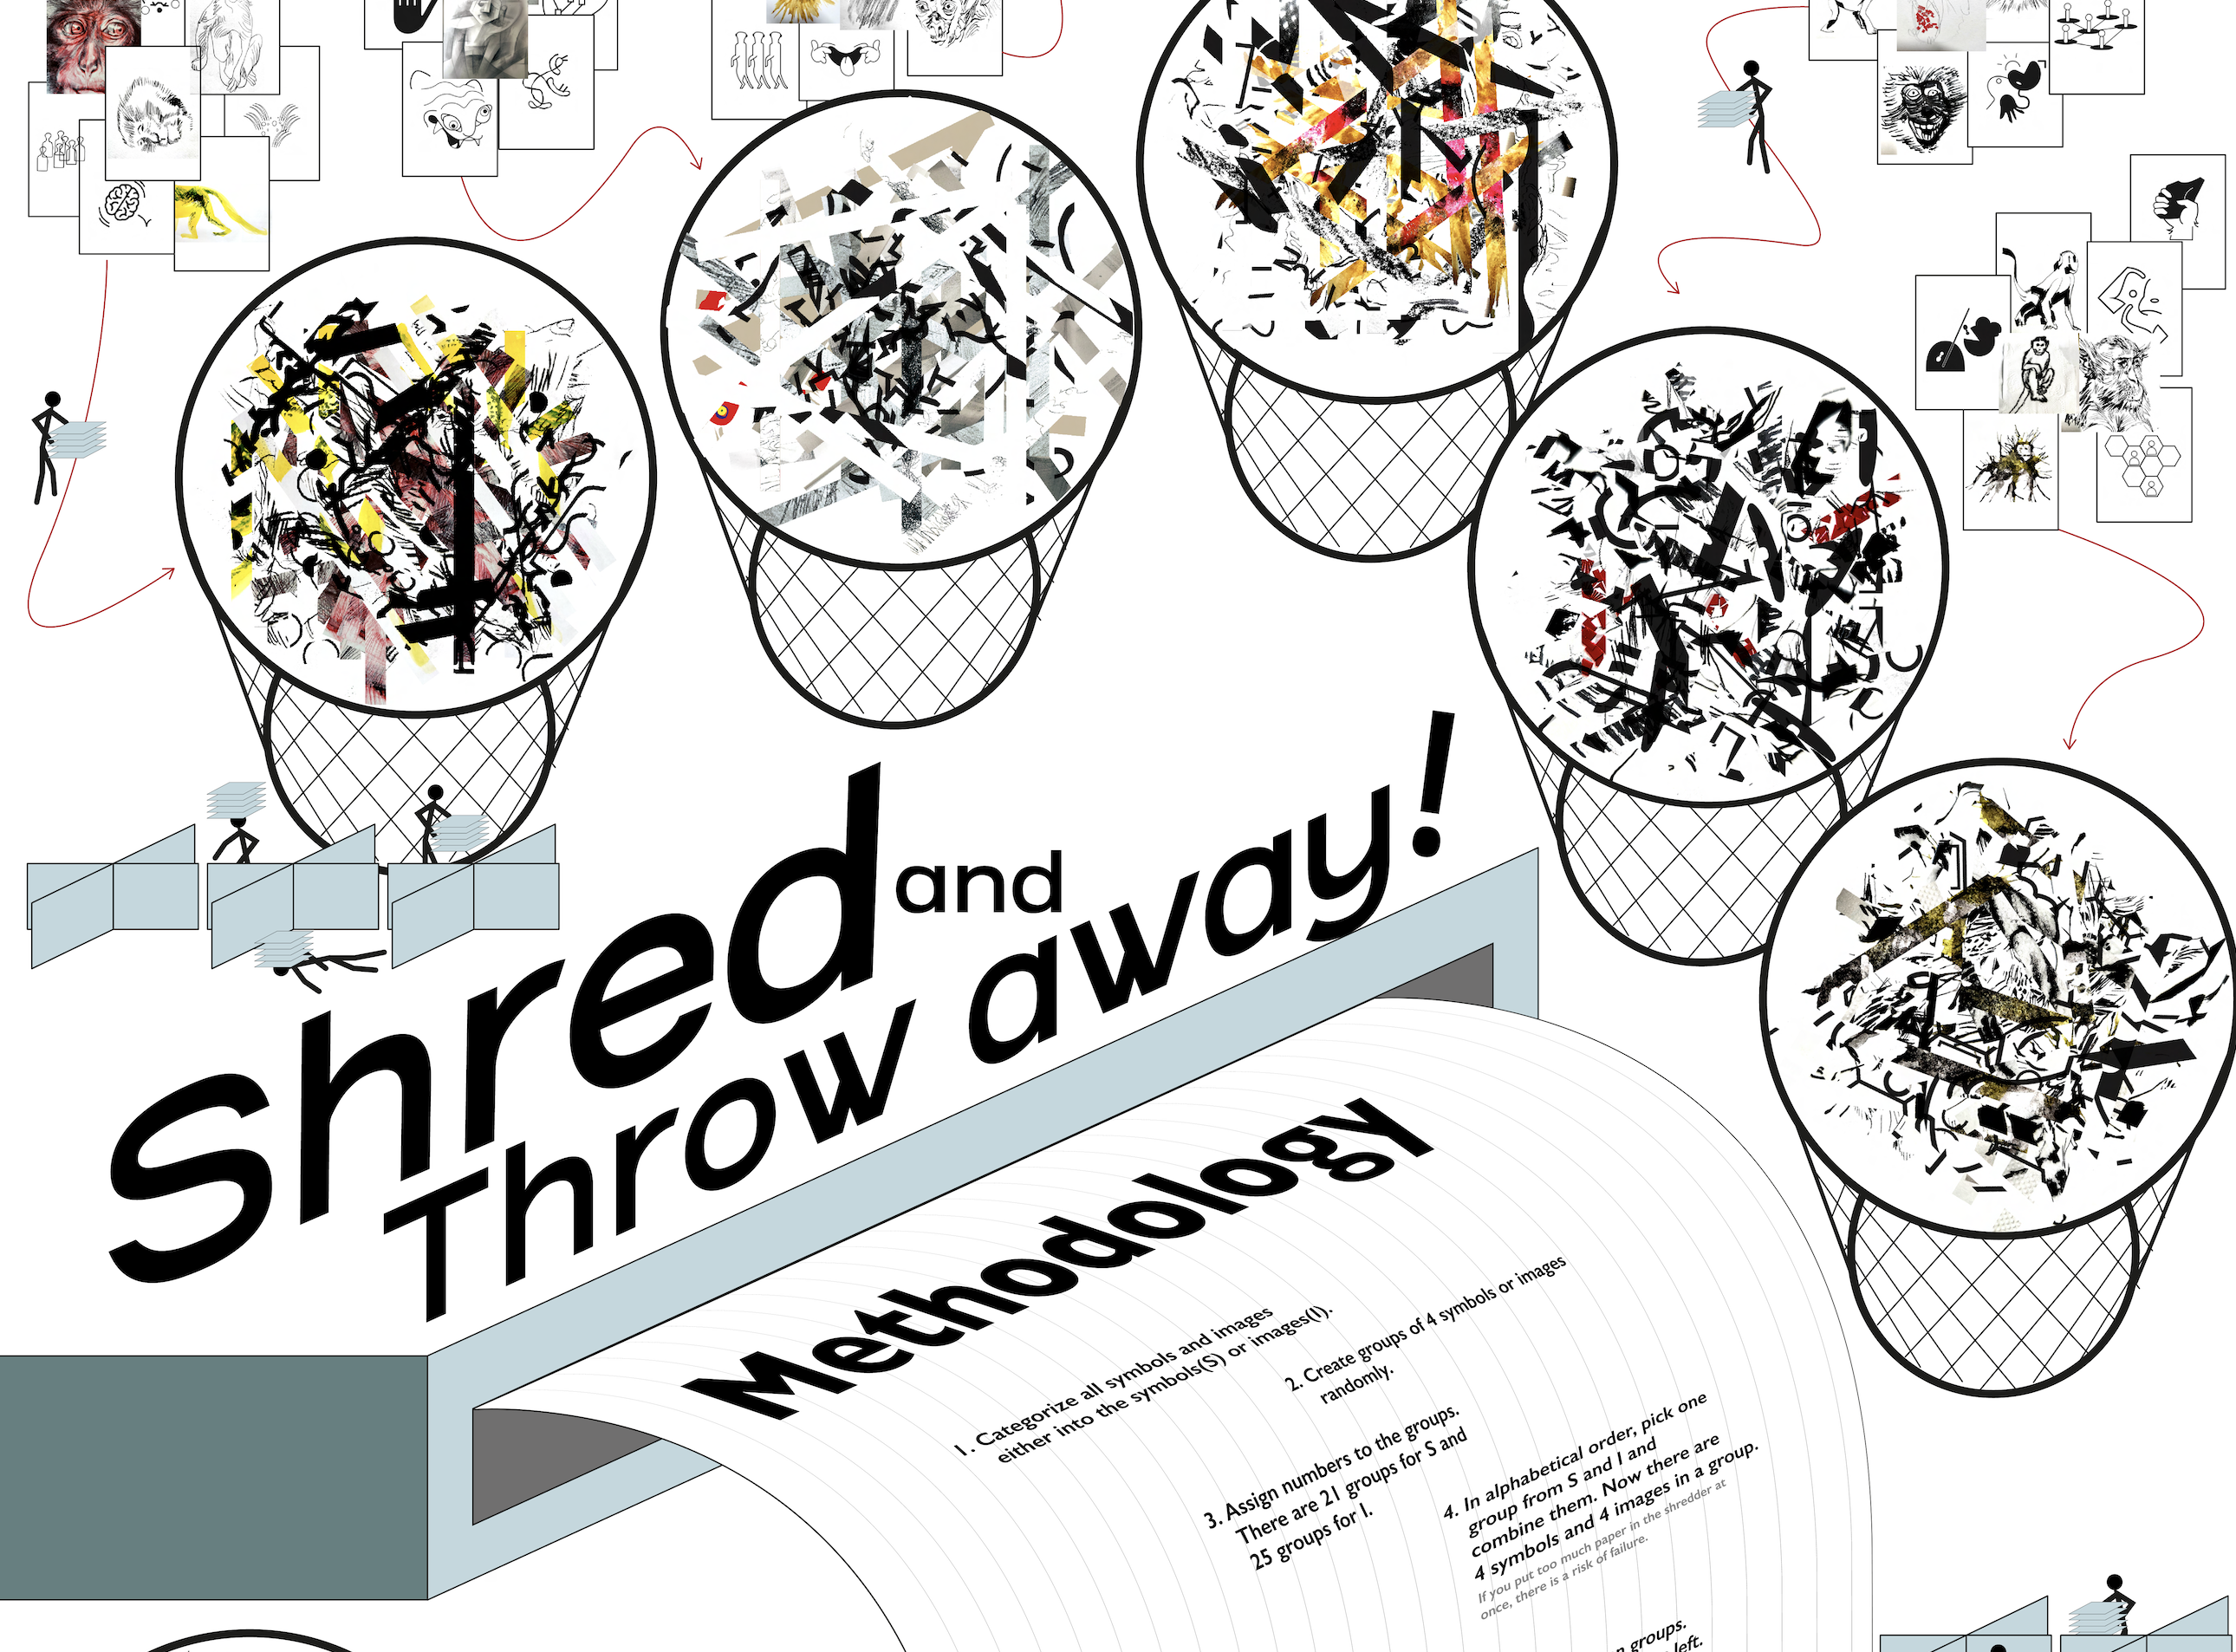 Shred
and
Throw away!
Methodology
1. Categorize all symbols and images
either into the symbols(S) or images(I).
2. Create groups of 4 symbols or images
randomly.
3. Assign numbers to the groups.
There are 21 groups for S and
25 groups for I.
4. In alphabetical order, pick one
group from S and I and
combine them. Now there are
4 symbols and 4 images in a group.
If you put too much paper in the shredder at
once, there is a risk of failure.
groups.
left.